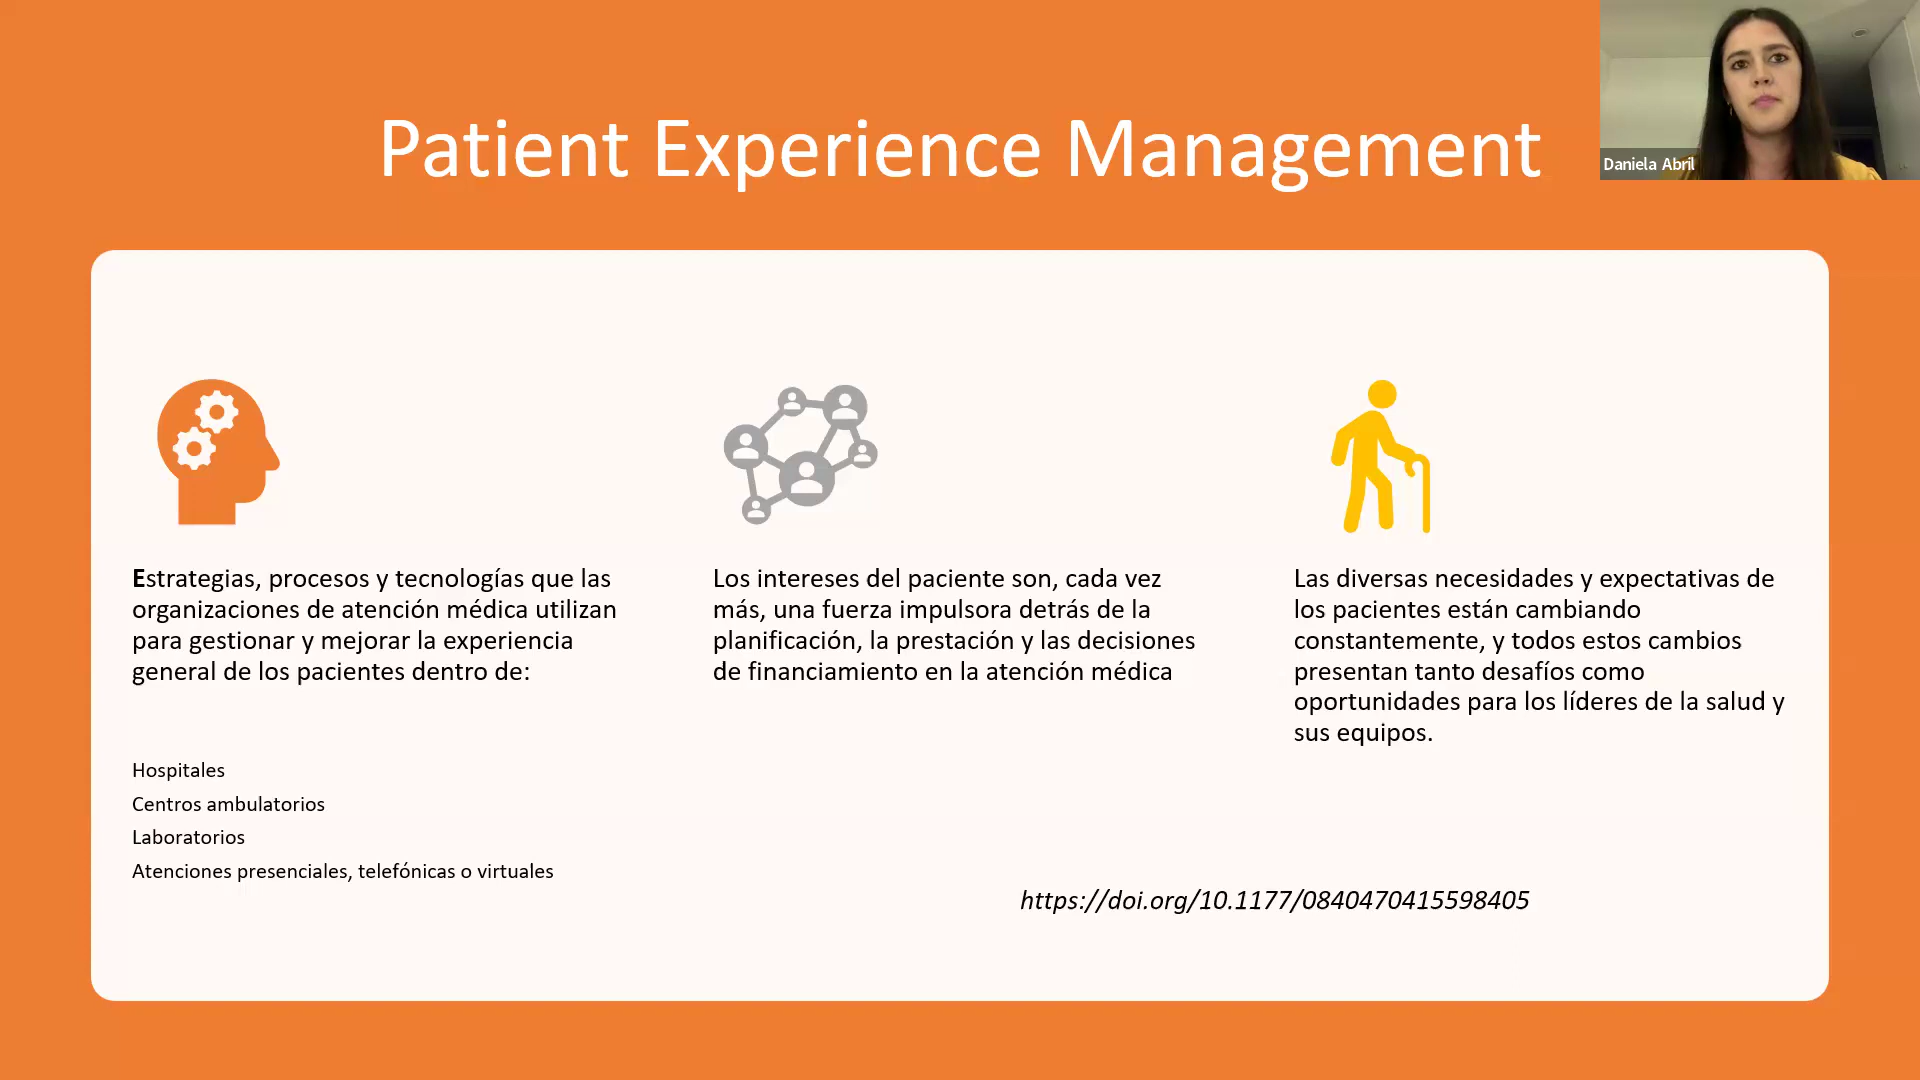 Patient Experience Management
Daniela Abril
Estrategias, procesos y tecnologías que las
organizaciones de atención médica utilizan
para gestionar y mejorar la experiencia
general de los pacientes dentro de:
Hospitales
Centros ambulatorios
Laboratorios
Atenciones presenciales, telefónicas o virtuales
Los intereses del paciente son, cada vez
más, una fuerza impulsora detrás de la
planificación, la prestación y las decisiones
de financiamiento en la atención médica
Las diversas necesidades y expectativas de
los pacientes están cambiando
constantemente, y todos estos cambios
presentan tanto desafíos como
oportunidades para los líderes de la salud y
sus equipos.
https://doi.org/10.1177/0840470415598405